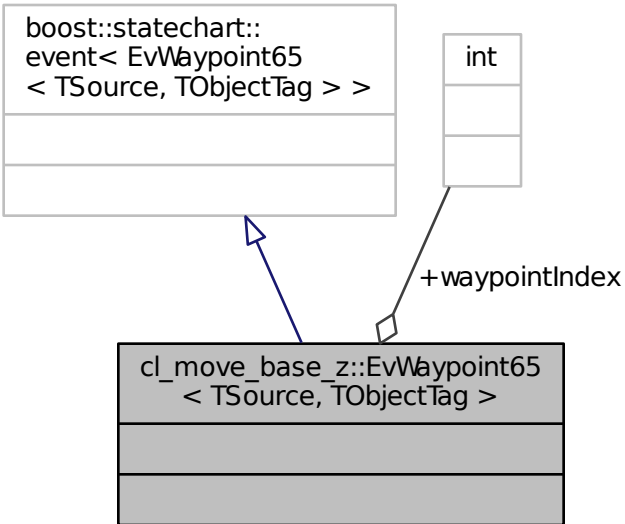 boost::statechart::
event< EvWaypoint65
< TSource, TObjectTag > >
int
+waypointIndex
cl_move_base_z::EvWaypoint65
< TSource, TObjectTag >